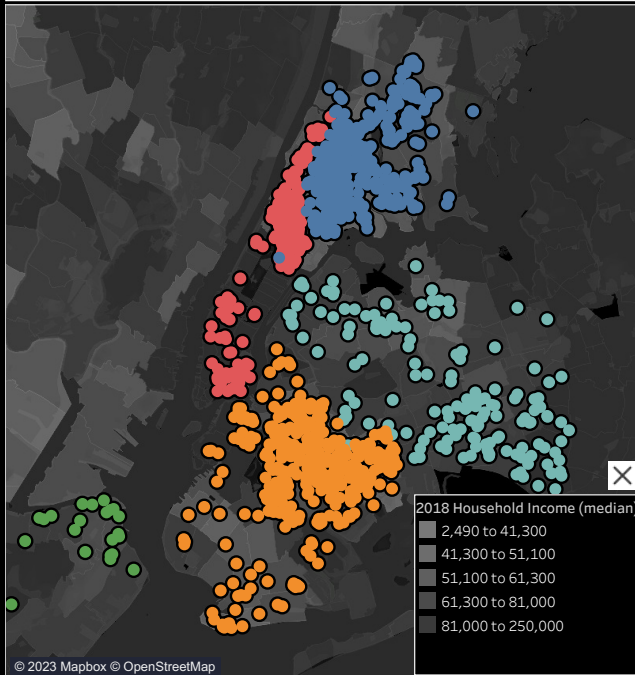 2018 Household Income (median)
2,490 to 41,300
41,300 to 51,100
51,100 to 61,300
61,300 to 81,000
81,000 to 250,000
© 2023 Mapbox © OpenStreetMap